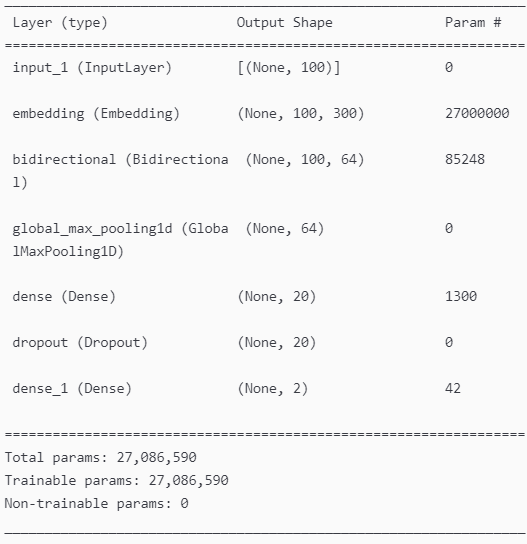 Layer (type) Output Shape Param #
=================================================================
input_1 (InputLayer) [(None, 100)] 0
embedding (Embedding) (None, 100, 300) 27000000
bidirectional (Bidirectiona (None, 100, 64) 85248
l)
global_max_pooling1d (Globa (None, 64) 0
lMaxPooling1D)
dense (Dense) (None, 20) 1300
dropout (Dropout) (None, 20) 0
dense_1 (Dense) (None, 2) 42
=================================================================
Total params: 27,086,590
Trainable params: 27,086,590
Non-trainable params: 0